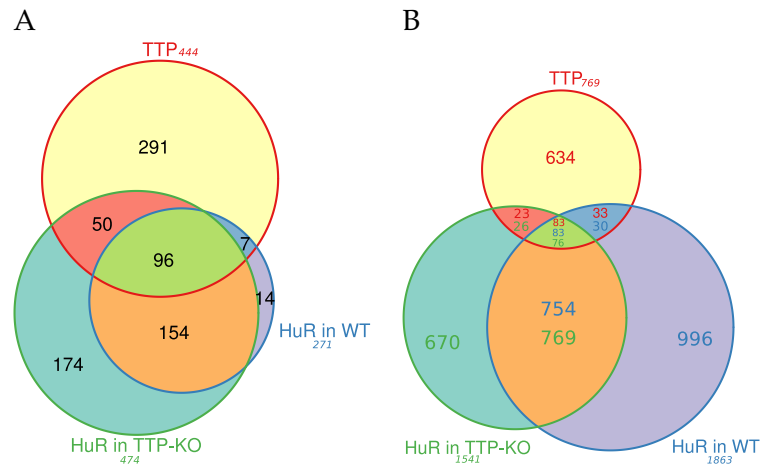 A
B
TTP444
TTP769
291
634
50
7
96
14
154
174
HuR in WT
271
HuR in TTP-KO
474
23
26
83
83
76
33
30
754
769
670
996
HuR in TTP-KO
1541
HuR in WT
1863